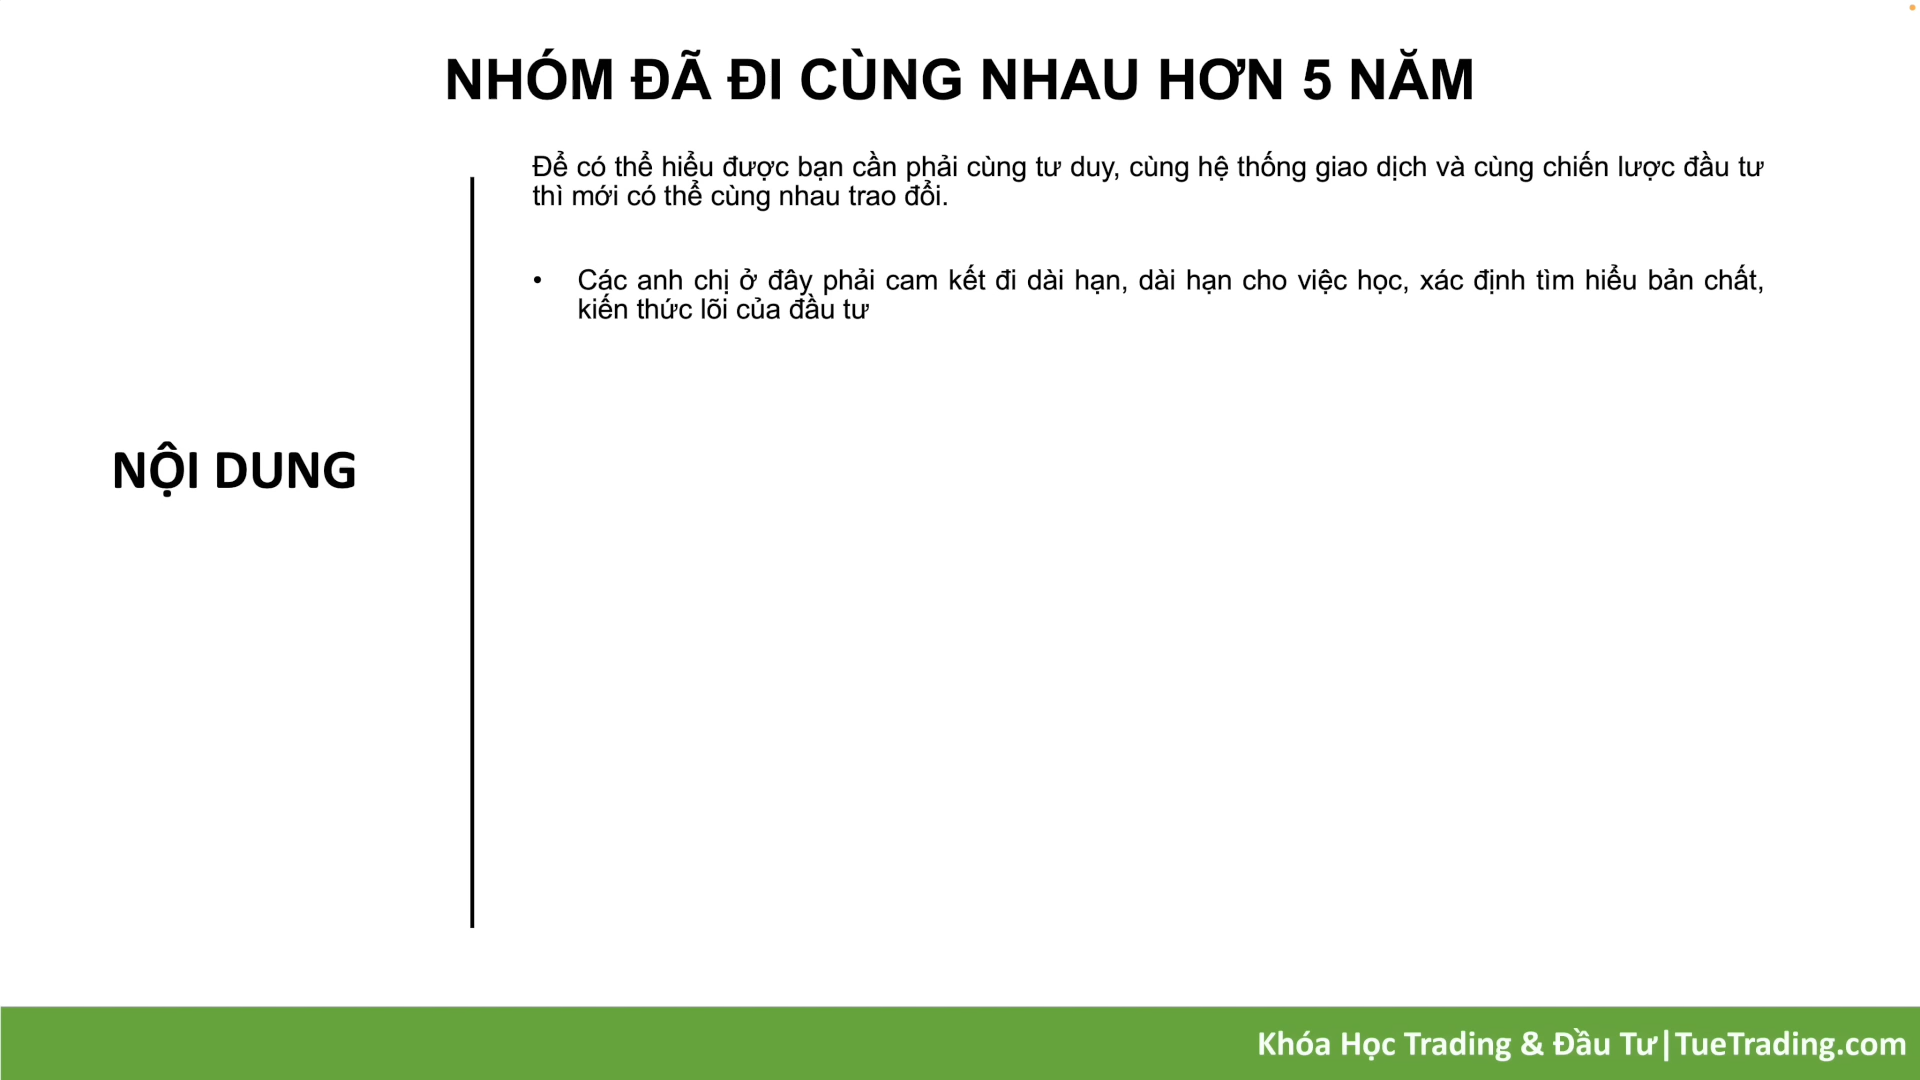 NHÓM ĐÃ ĐI CÙNG NHAU HƠN 5 NĂM
Để có thể hiểu được bạn cần phải cùng tư duy, cùng hệ thống giao dịch và cùng chiến lược đầu tư
thì mới có thể cùng nhau trao đổi.
• Các anh chị ở đây phải cam kết đi dài hạn, dài hạn cho việc học, xác định tìm hiểu bản chất,
kiến thức lõi của đầu tư
NỘI DUNG
Khóa Học Trading & Đầu Tư|TueTrading.com